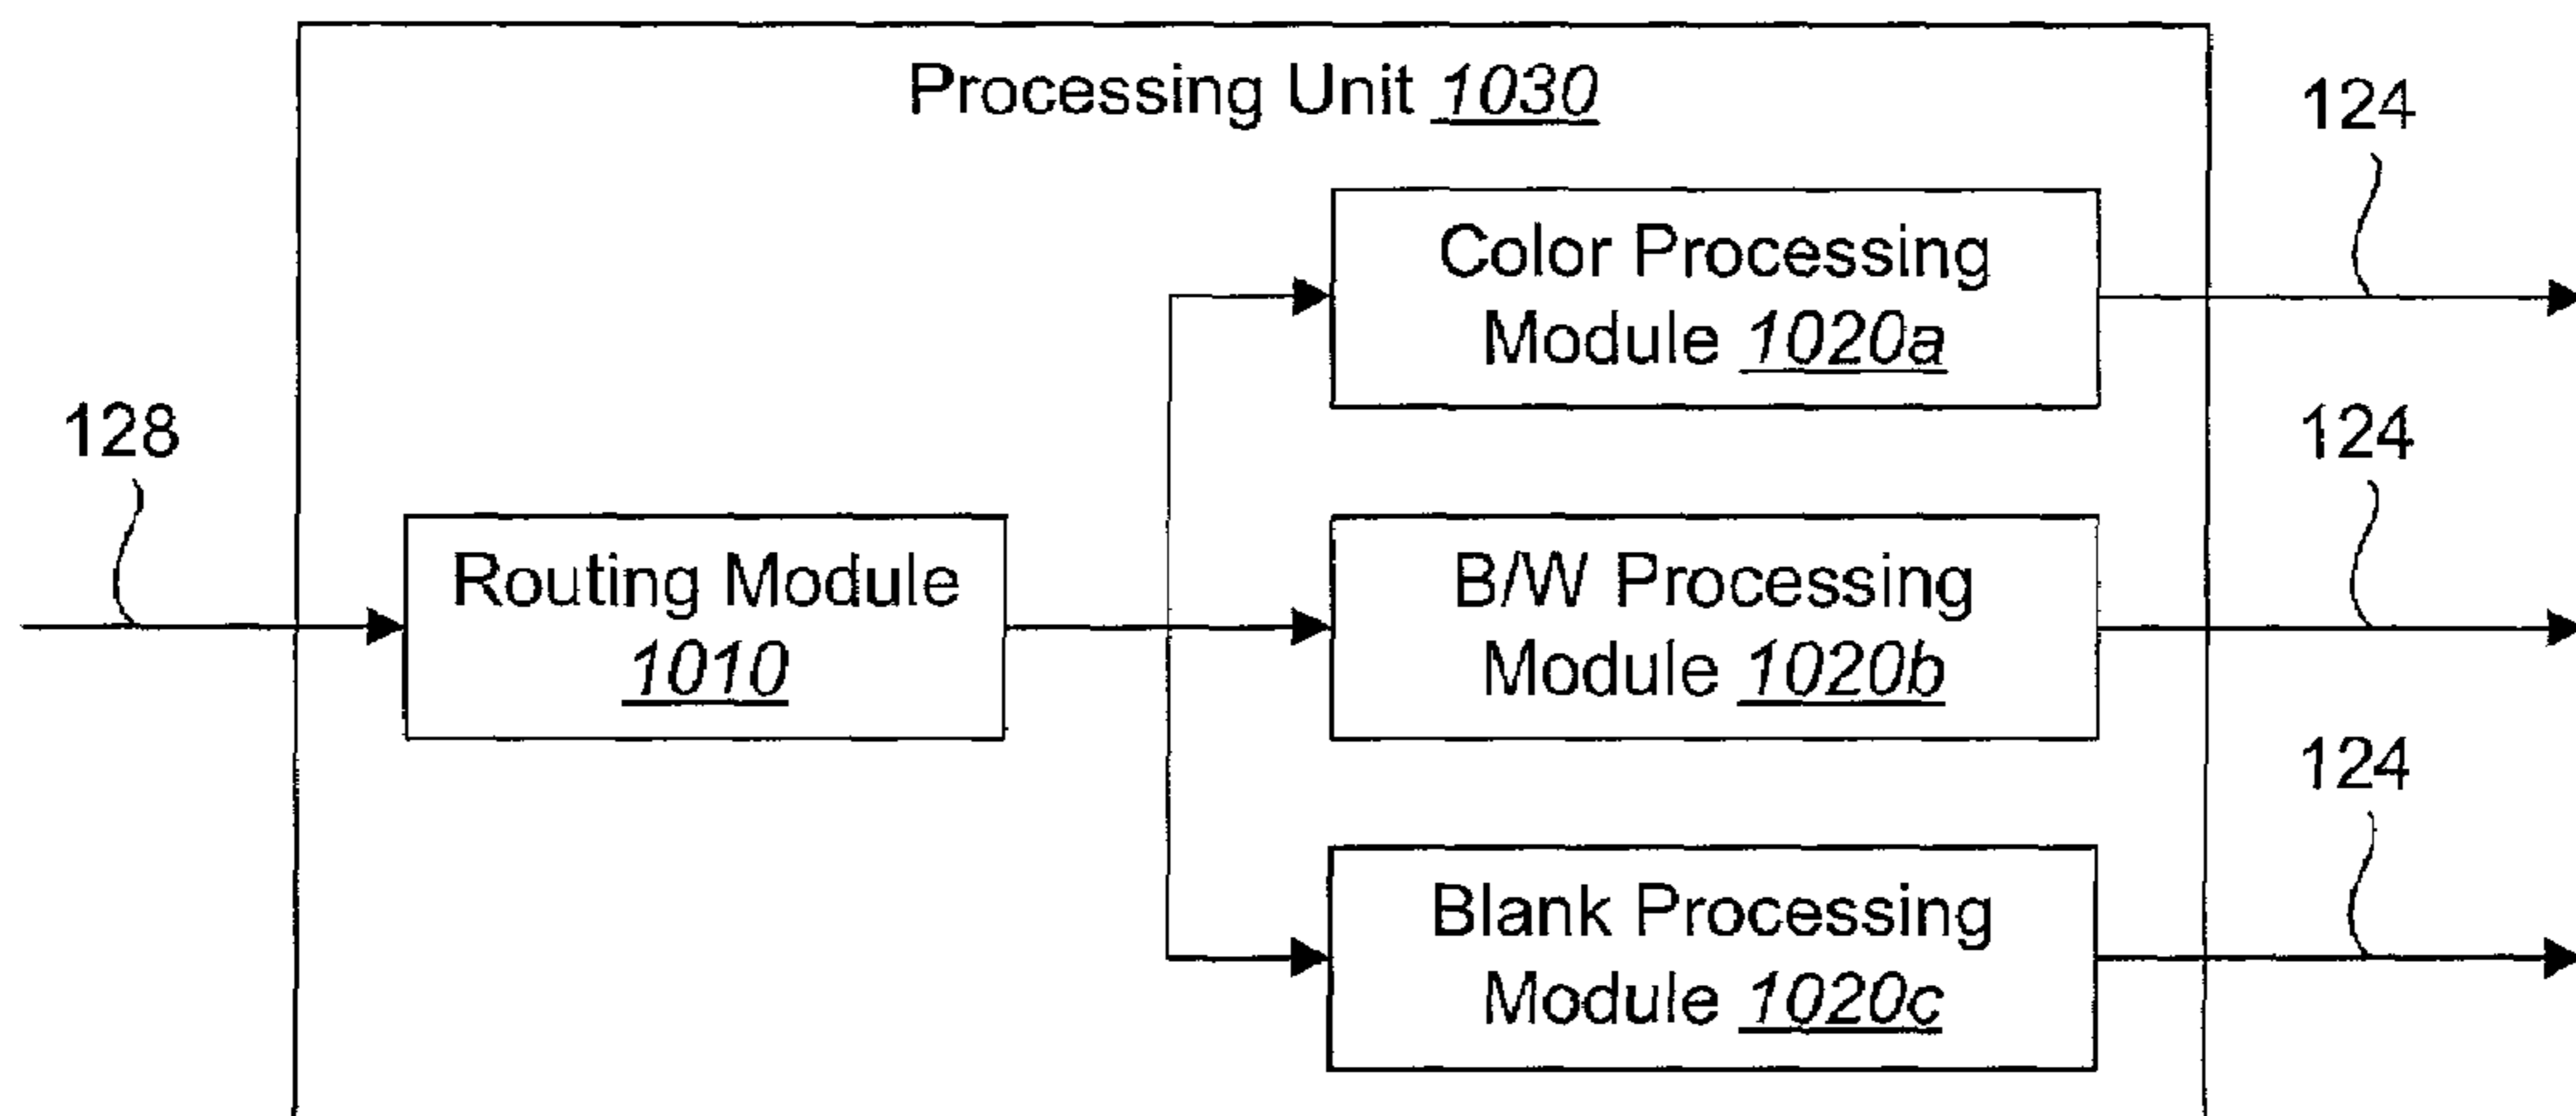 Processing Unit 1030
124
Color Processing
Module 1020a
128
124
Routing Module
1010
B/W Processing
Module 1020b
124
Blank Processing
Module 1020c